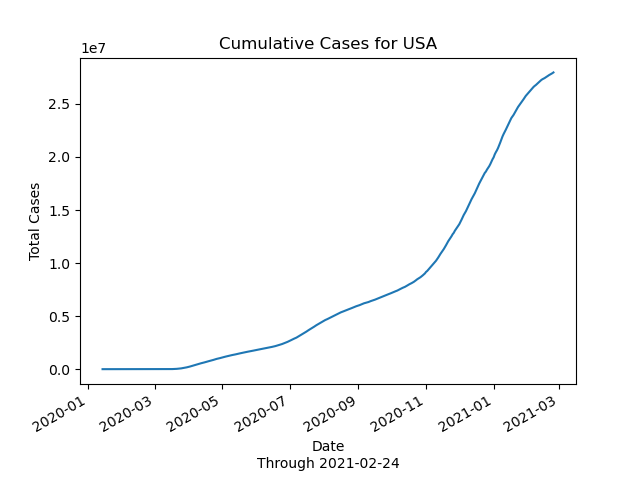 Cumulative Cases for USA
1e7
2.5
2.0
1.5
1.0
0.5
0.0
Total Cases
2020-01
2020-03
2020-05
2020-07
2020-09
2020-11
2021-01
2021-03
Date
Through 2021-02-24